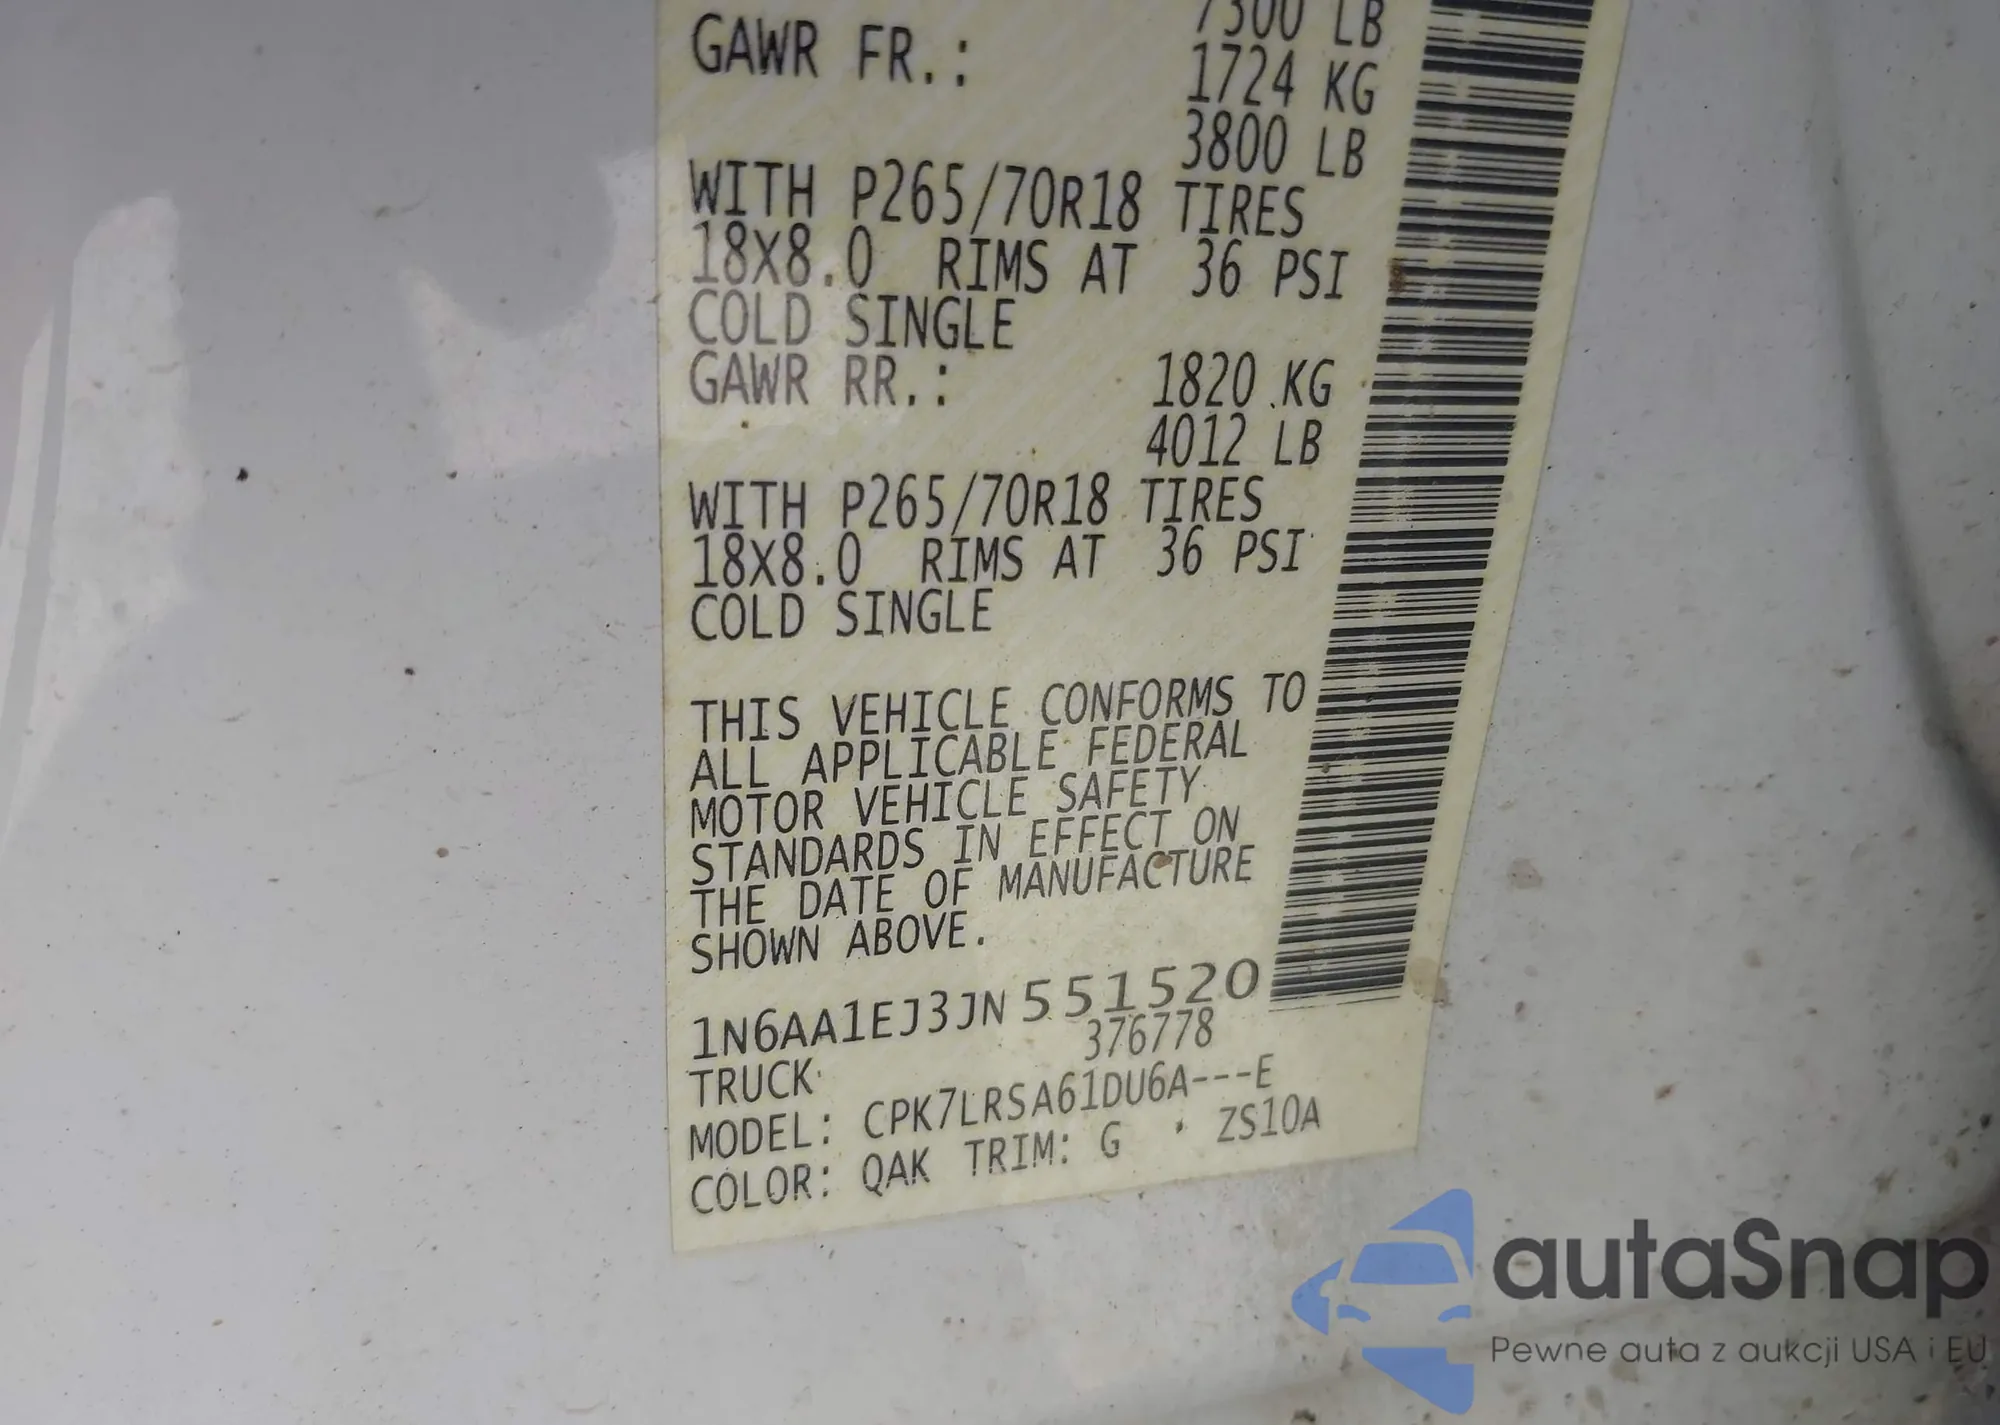 7300 LB
GAWR FR.: 1724 KG
3800 LB
WITH P265/70R18 TIRES
18X8.0 RIMS AT 36 PSI
COLD SINGLE
GAWR RR.: 1820 KG
4012 LB
WITH P265/70R18 TIRES
18X8.0 RIMS AT 36 PSI
COLD SINGLE
THIS VEHICLE CONFORMS TO
ALL APPLICABLE FEDERAL
MOTOR VEHICLE SAFETY
STANDARDS IN EFFECT ON
THE DATE OF MANUFACTURE
SHOWN ABOVE.
1N6AA1EJ3JN551520
376778
TRUCK
MODEL: CPK7LRSA61DU6A---E
COLOR: QAK TRIM: G ZS10A
autaSnap
Pewne auta z aukcji USA i EU